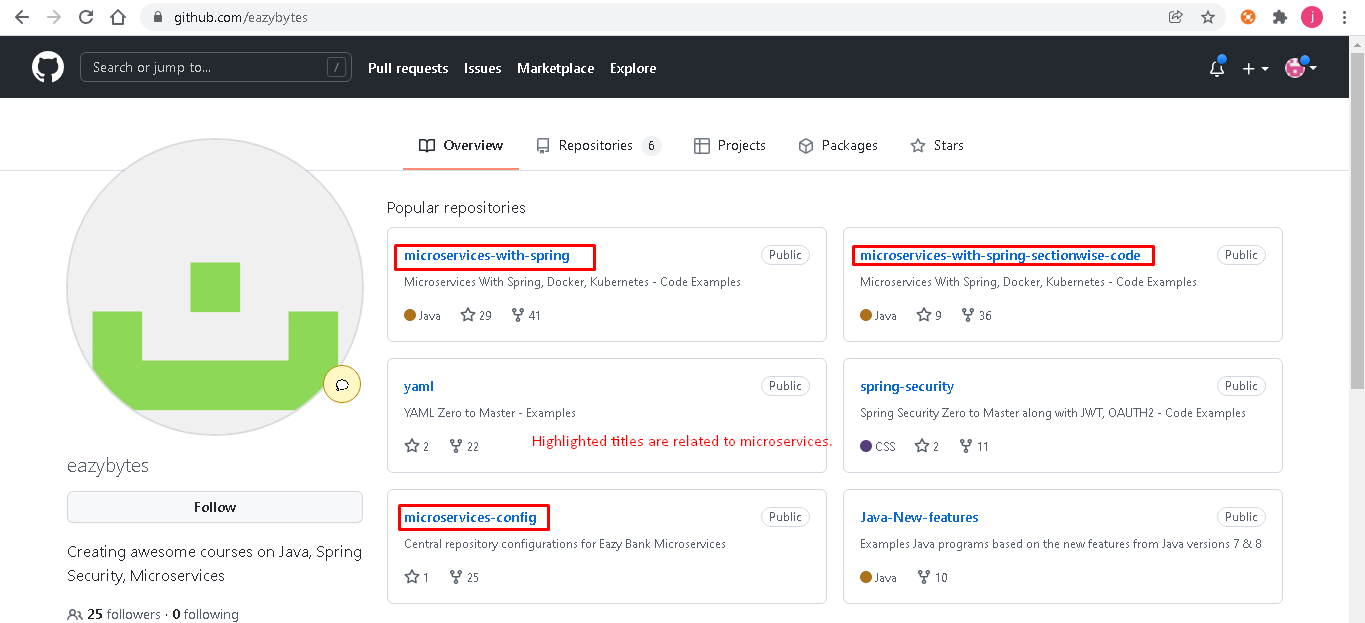 github.com/eazybytes
j
Search or jump to... /
Pull requests Issues Marketplace Explore
Overview Repositories 6 Projects Packages Stars
Popular repositories
microservices-with-spring Public
Microservices With Spring, Docker, Kubernetes - Code Examples
Java 29 41
microservices-with-spring-sectionwise-code Public
Microservices With Spring, Docker, Kubernetes - Code Examples
Java 9 36
yaml Public
YAML Zero to Master - Examples
2 22
Highlighted titles are related to microservices.
spring-security Public
Spring Security Zero to Master along with JWT, OAUTH2 - Code Examples
CSS 2 11
microservices-config Public
Central repository configurations for Eazy Bank Microservices
1 25
Java-New-features Public
Examples Java programs based on the new features from Java versions 7 & 8
Java 10
eazybytes
Follow
Creating awesome courses on Java, Spring
Security, Microservices
25 followers · 0 following